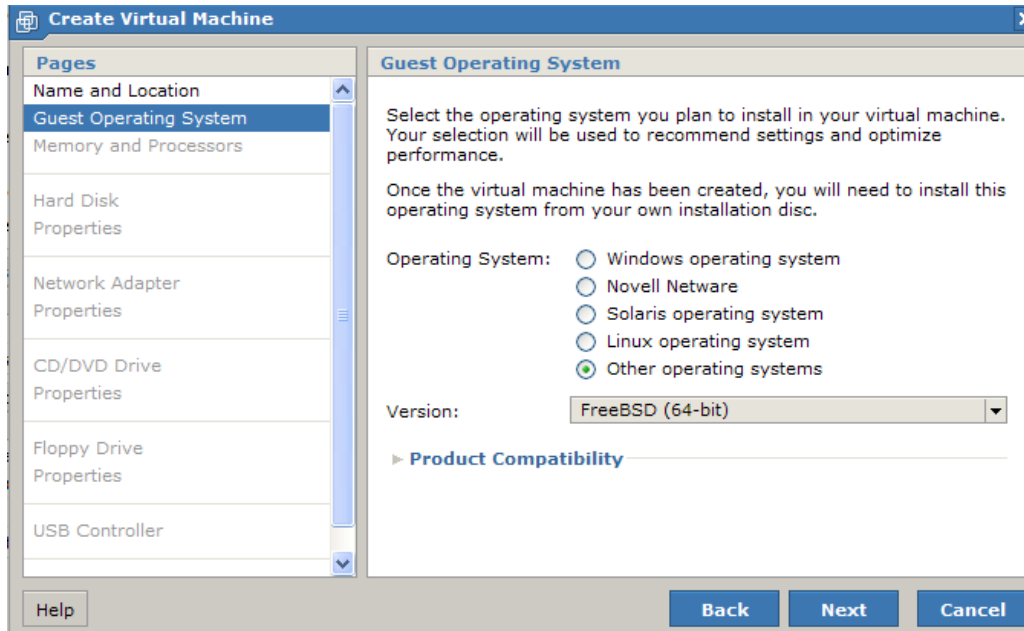 Create Virtual Machine
Pages
Name and Location
Guest Operating System
Memory and Processors
Hard Disk
Properties
Network Adapter
Properties
CD/DVD Drive
Properties
Floppy Drive
Properties
USB Controller
Guest Operating System
Select the operating system you plan to install in your virtual machine.
Your selection will be used to recommend settings and optimize
performance.
Once the virtual machine has been created, you will need to install this
operating system from your own installation disc.
Operating System:
Windows operating system
Novell Netware
Solaris operating system
Linux operating system
Other operating systems
Version:
FreeBSD (64-bit)
Product Compatibility
Help
Back
Next
Cancel